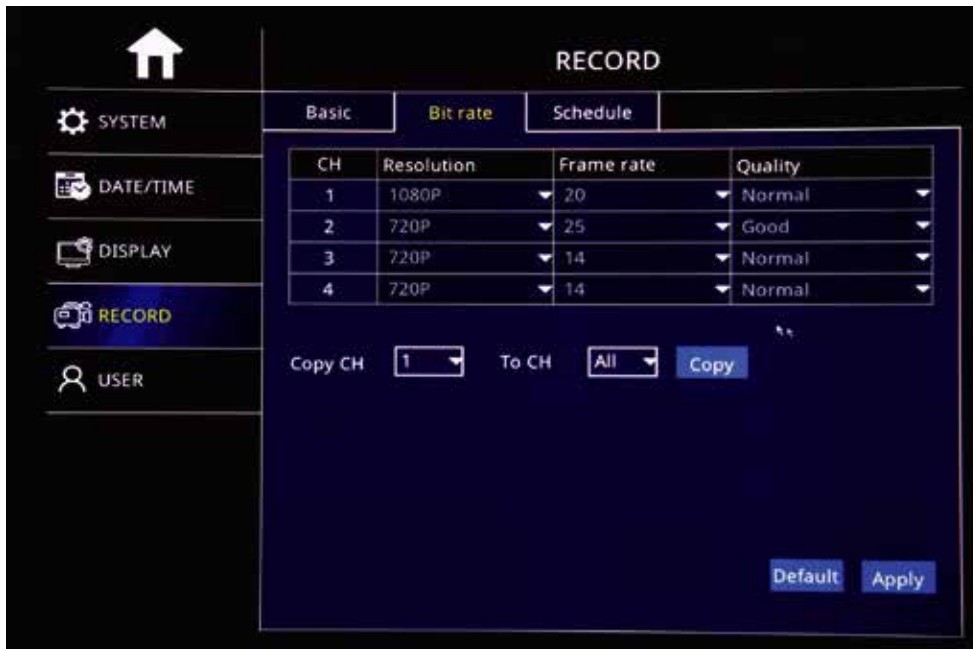 RECORD
SYSTEM
DATE/TIME
DISPLAY
RECORD
USER
Basic Bit rate Schedule
CH Resolution Frame rate Quality
1 1080P 20 Normal
2 720P 25 Good
3 720P 14 Normal
4 720P 14 Normal
Copy CH 1 To CH All Copy
Default Apply